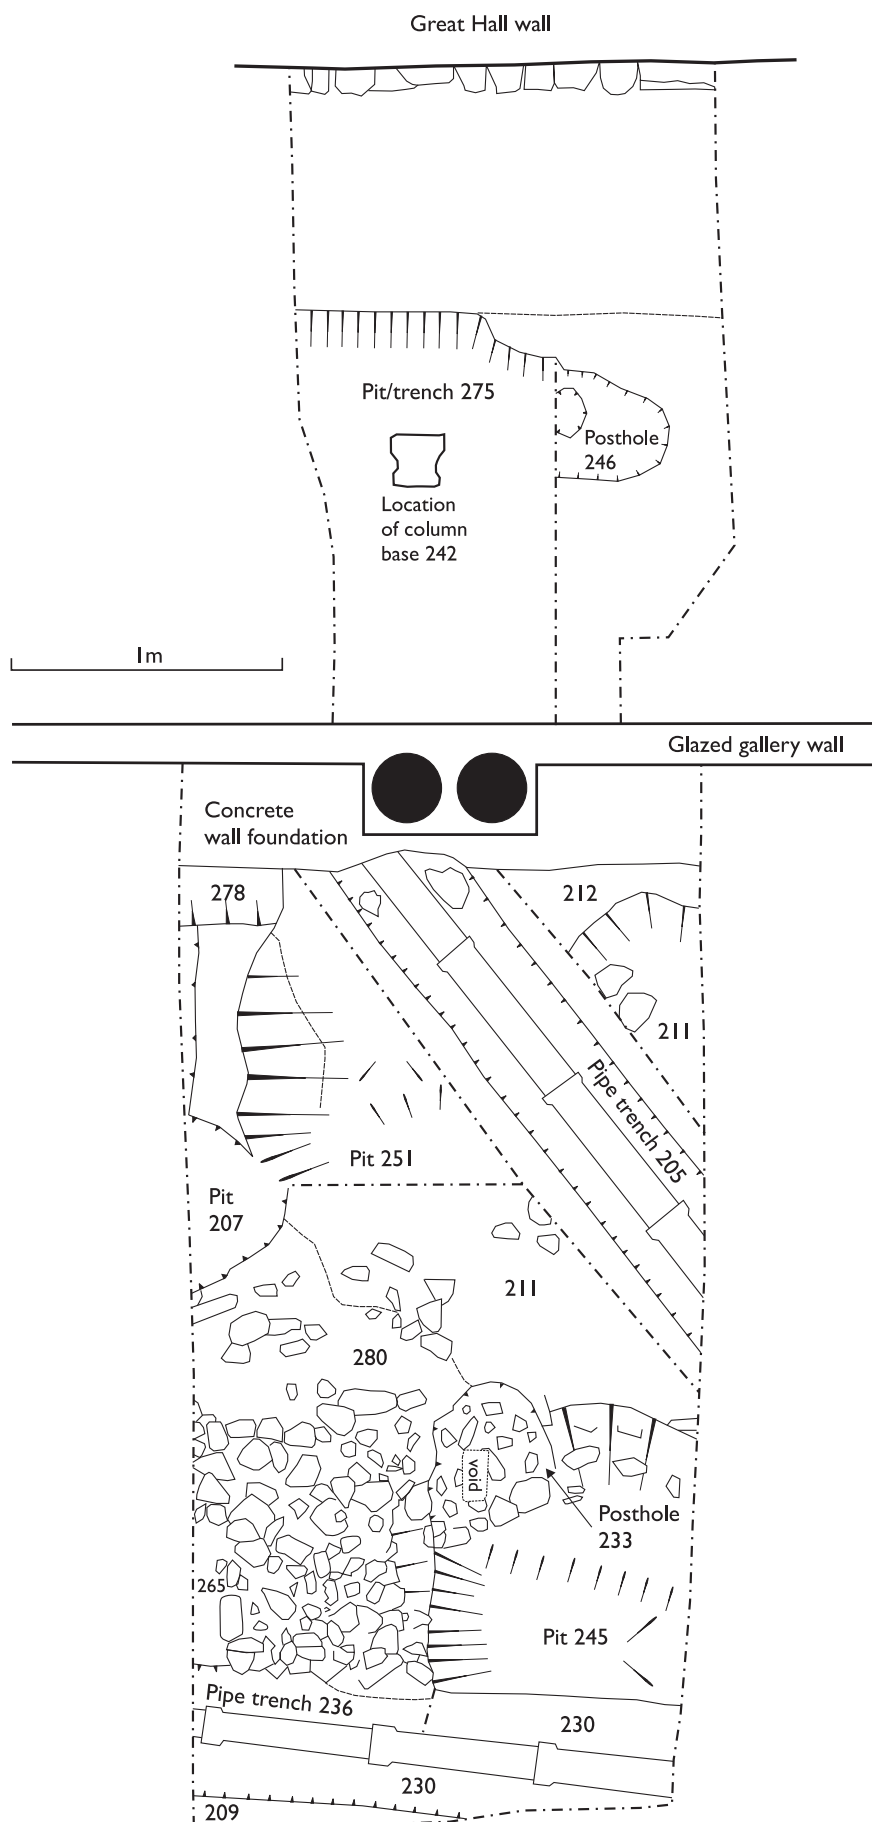 Great Hall wall
Pit/trench 275
Posthole
246
Location
of column
base 242
1m
Glazed gallery wall
Concrete
wall foundation
278
212
211
Pipe trench 205
Pit 251
Pit
207
211
280
void
Posthole
233
265
Pit 245
Pipe trench 236
230
230
209